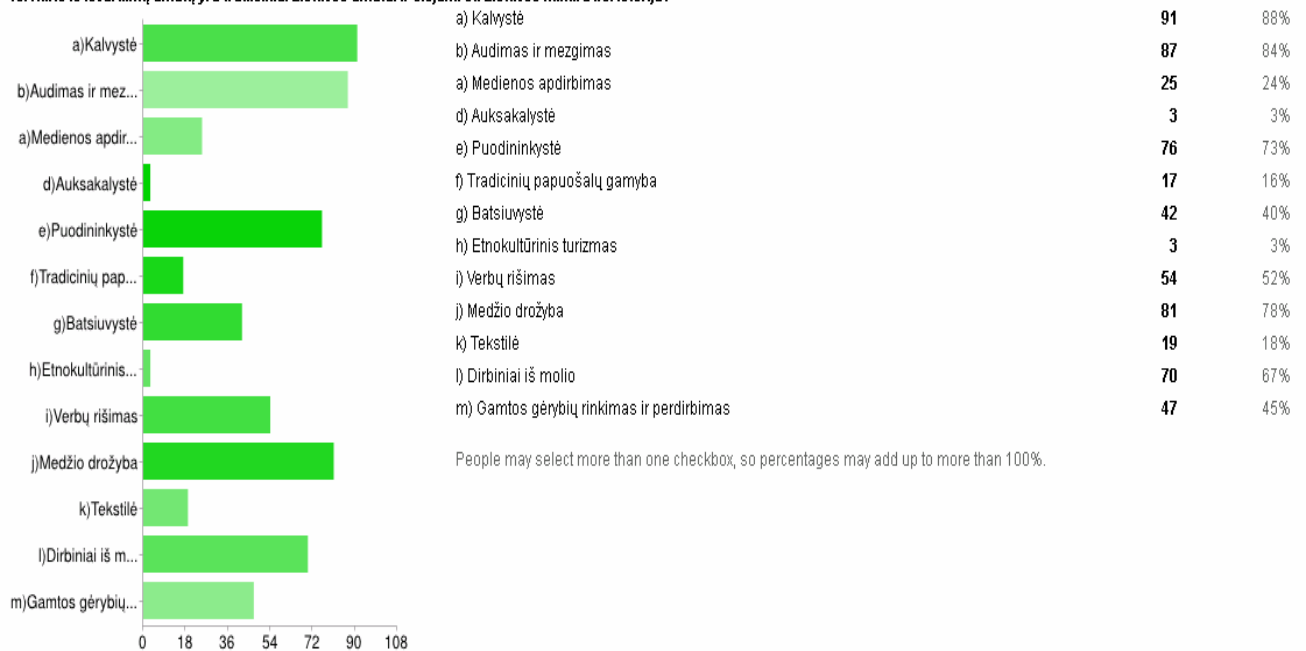 a)Kalvystė
b)Audimas ir mez...
a)Medienos apdir...
d)Auksakalystė
e)Puodininkystė
f)Tradicinių pap...
g)Batsiuvystė
h)Etnokultūrinis...
i)Verbų rišimas
j)Medžio drožyba
k)Tekstilė
l)Dirbiniai iš m...
m)Gamtos gėrybių...
0 18 36 54 72 90 108
a) Kalvystė 91 88%
b) Audimas ir mezgimas 87 84%
a) Medienos apdirbimas 25 24%
d) Auksakalystė 3 3%
e) Puodininkystė 76 73%
f) Tradicinių papuošalų gamyba 17 16%
g) Batsiuvystė 42 40%
h) Etnokultūrinis turizmas 3 3%
i) Verbų rišimas 54 52%
j) Medžio drožyba 81 78%
k) Tekstilė 19 18%
l) Dirbiniai iš molio 70 67%
m) Gamtos gėrybių rinkimas ir perdirbimas 47 45%
People may select more than one checkbox, so percentages may add up to more than 100%.